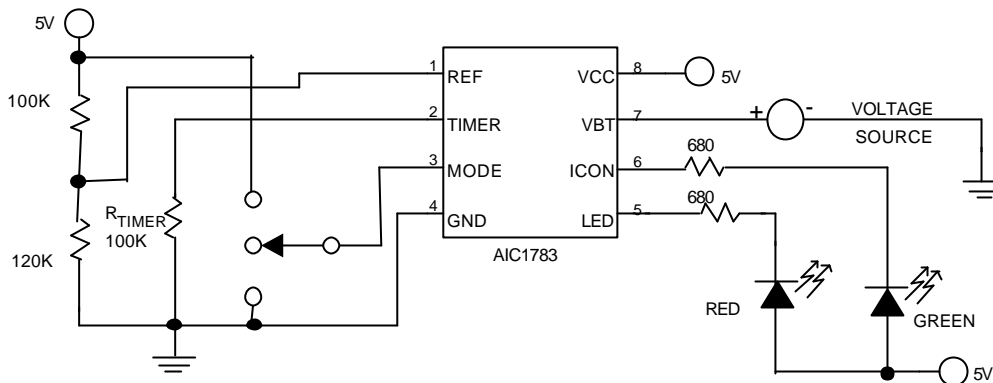 5V
100K
120K
R TIMER
100K
1
REF
2
TIMER
3
MODE
4
GND
AIC1783
VCC
8
5V
VBT
7
+
-
VOLTAGE
SOURCE
ICON
6
680
LED
5
680
RED
GREEN
5V